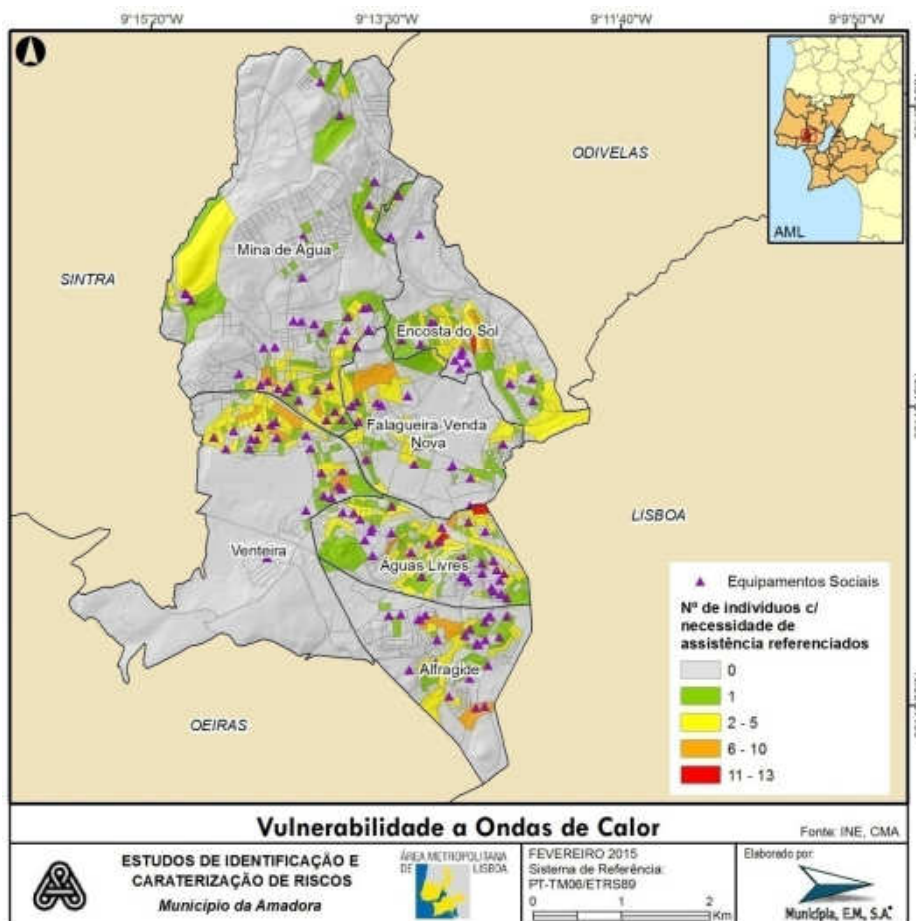 9°15'20"W 9°13'30"W 9°11'40"W 9°9'50"W
ODIVELAS
AML
Mina de Água
SINTRA
Encosta do Sol
Falagueira-Venda
Nova
LISBOA
Venteira
Águas Livres
Alfragide
OEIRAS
Equipamentos Sociais
Nº de indivíduos c/
necessidade de
assistência referenciados
0
1
2 - 5
6 - 10
11 - 13
Vulnerabilidade a Ondas de Calor
Fonte: INE, CMA
ESTUDOS DE IDENTIFICAÇÃO E
CARATERIZAÇÃO DE RISCOS
Município da Amadora
ÁREA METROPOLITANA
DE LISBOA
FEVEREIRO 2015
Sistema de Referência:
PT-TM06/ETRS89
0 1 2
Km
Elaborado por:
Municípia, E.M., S.A.